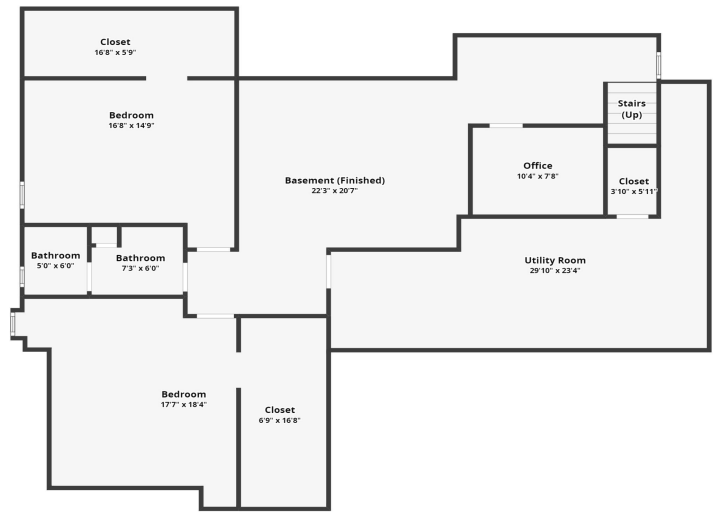 Closet
16'8" x 5'9"
Bedroom
16'8" x 14'9"
Stairs
(Up)
Basement (Finished)
22'3" x 20'7"
Office
10'4" x 7'8"
Closet
3'10" x 5'11"
Bathroom
5'0" x 6'0"
Bathroom
7'3" x 6'0"
Utility Room
29'10" x 23'4"
Bedroom
17'7" x 18'4"
Closet
6'9" x 16'8"